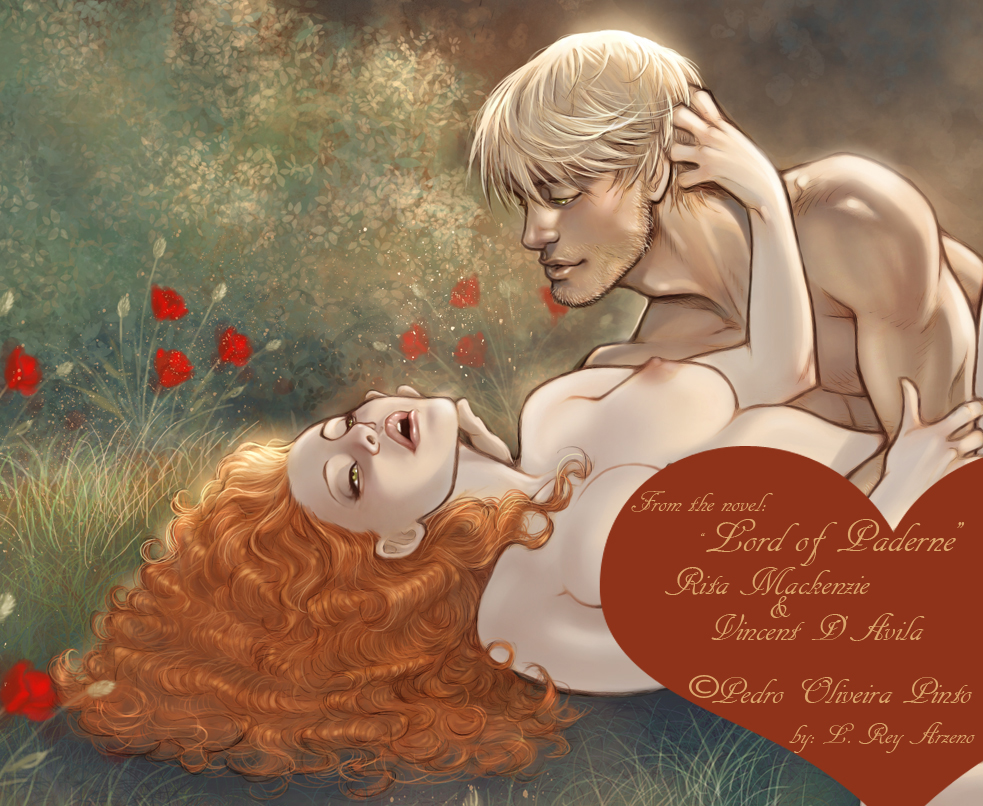 From the novel:
"Lord of Paderne"
Rita Mackenzie
&
Vincent D'Avila
©Pedro Oliveira Pinto
by: L. Rey Arzeno